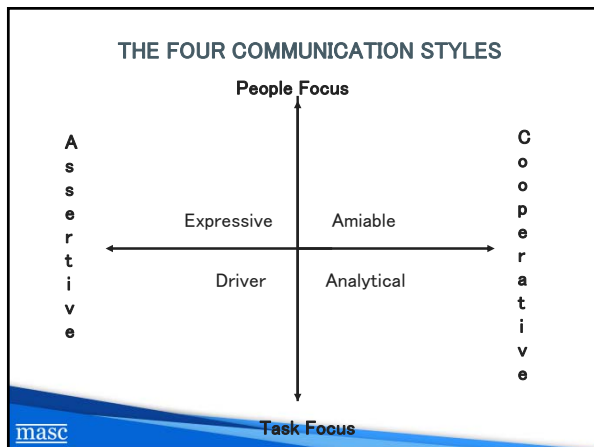 THE FOUR COMMUNICATION STYLES
People Focus
Assertive
Cooperative
Expressive
Amiable
Driver
Analytical
Task Focus
masc